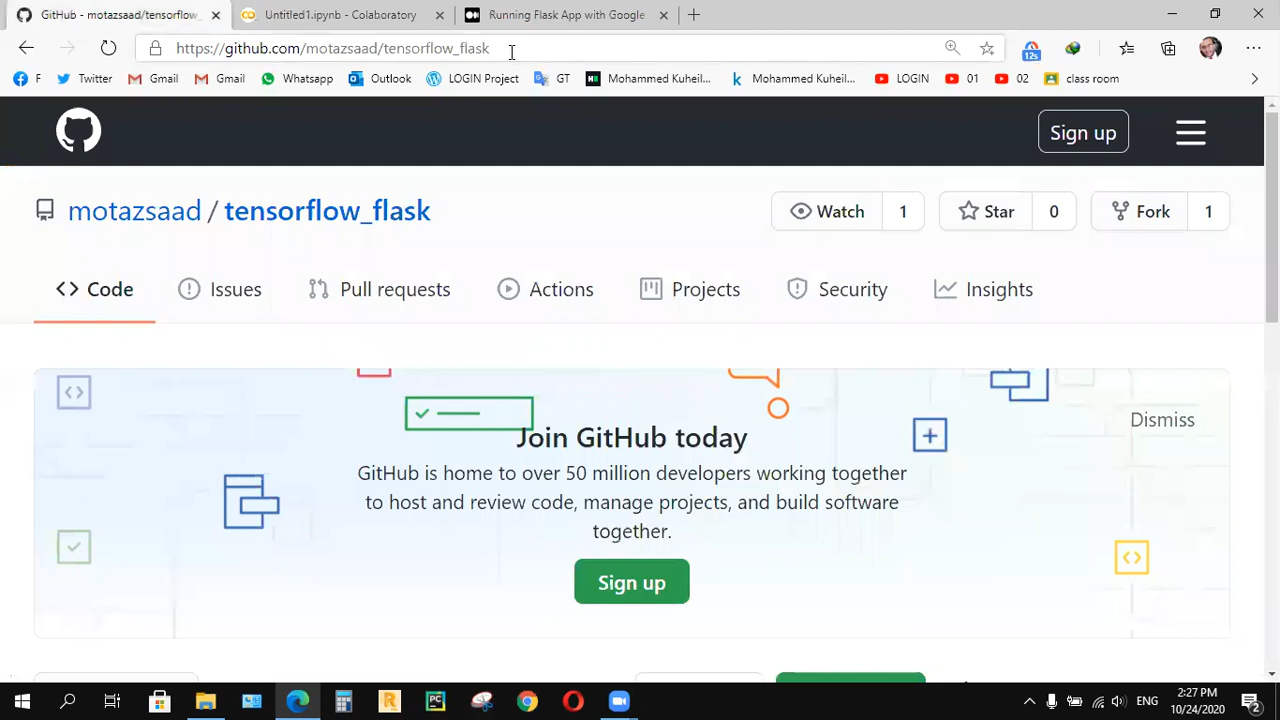 GitHub - motazsaad/tensorflow_
Untitled1.ipynb - Colaboratory
Running Flask App with Google
https://github.com/motazsaad/tensorflow_flask
12s
F
Twitter
Gmail
Gmail
Whatsapp
Outlook
LOGIN Project
GT
Mohammed Kuheil...
Mohammed Kuheil...
LOGIN
01
02
class room
Sign up
motazsaad / tensorflow_flask
Watch 1
Star 0
Fork 1
Code
Issues
Pull requests
Actions
Projects
Security
Insights
Dismiss
Join GitHub today
GitHub is home to over 50 million developers working together
to host and review code, manage projects, and build software
together.
Sign up
ENG
2:27 PM
10/24/2020
2